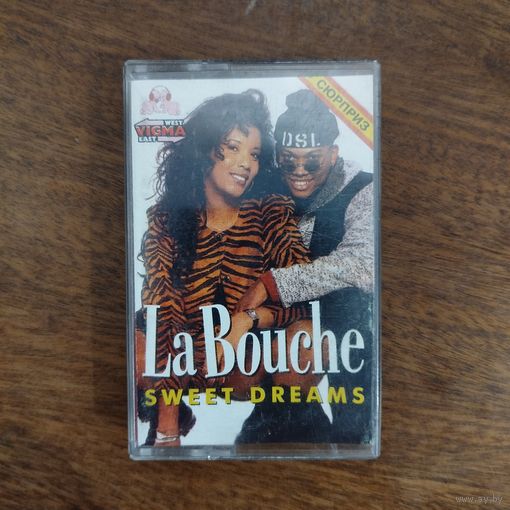 WEST
VIGMA
EAST
СЮРПРИЗ
DSL
La Bouche
SWEET DREAMS
www.ay.by